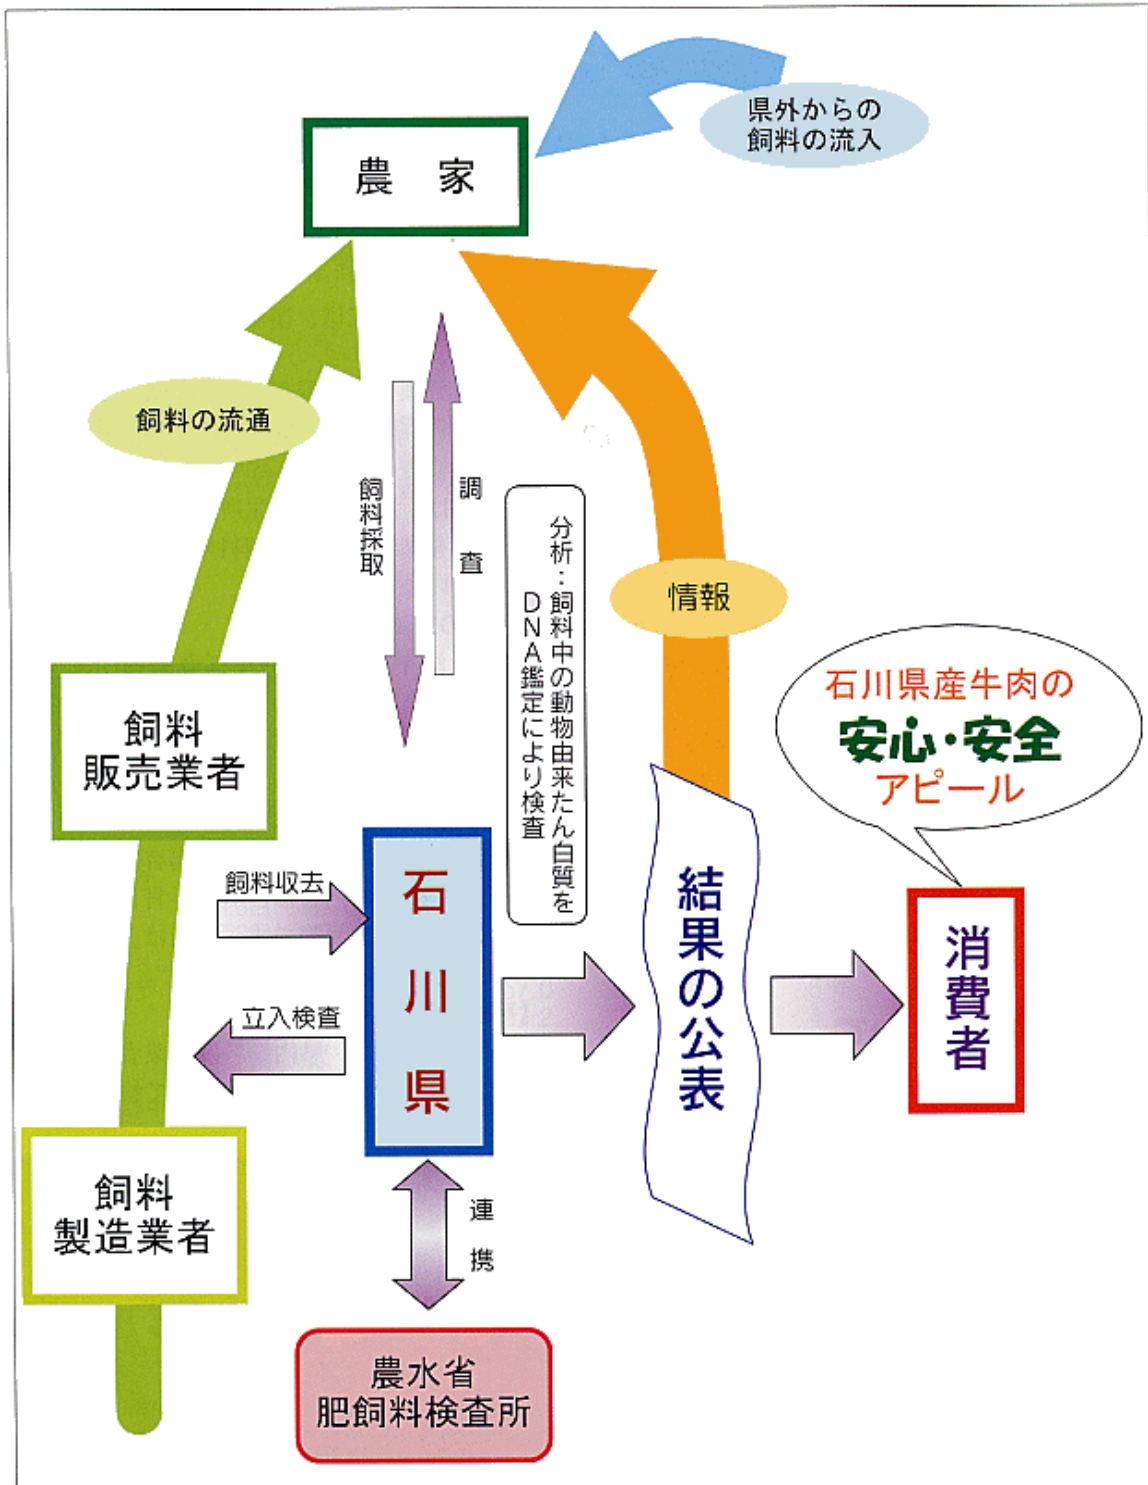 県外からの
飼料の流入
農 家
飼料の流通
飼料採取
調 査
分析：飼料中の動物由来たん白質を
DNA鑑定により検査
情報
石川県産牛肉の
安心・安全
アピール
飼料
販売業者
飼料収去
石川県
立入検査
結果の公表
消費者
飼料
製造業者
連 携
農水省
肥飼料検査所